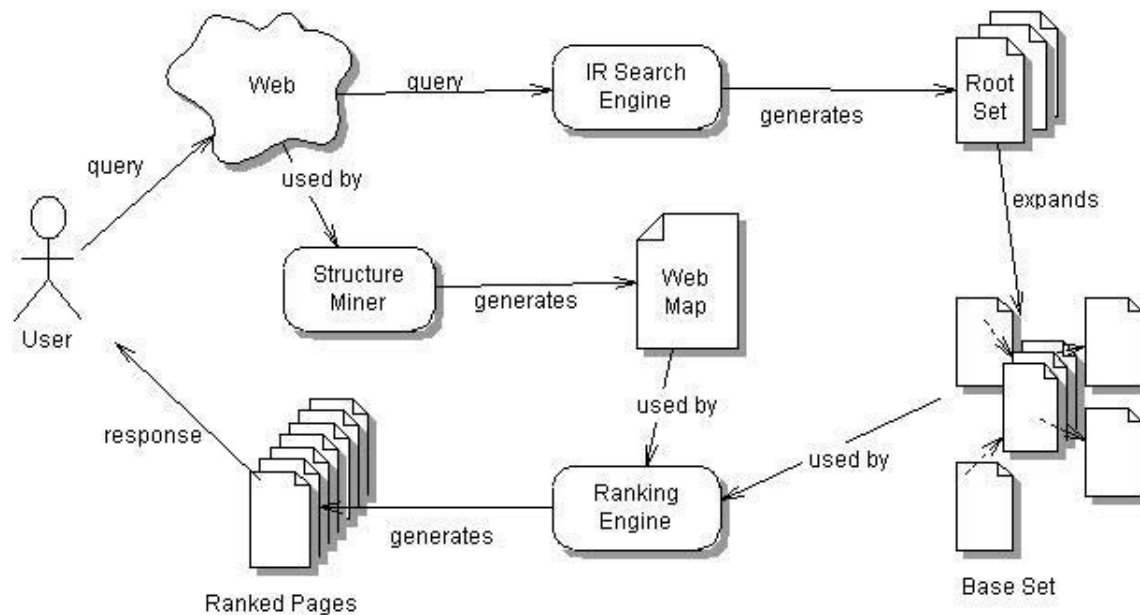 Web
query
IR Search
Engine
generates
Root
Set
query
used by
expands
Structure
Miner
generates
Web
Map
User
used by
response
used by
Ranking
Engine
generates
Ranked Pages
Base Set